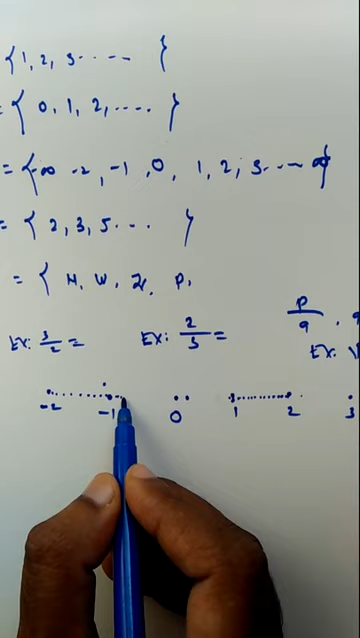 {1, 2, 3.....  }
= { 0, 1, 2,.....  }
= {-∞ -2, -1, 0, 1, 2, 3.... ∞}
= { 2, 3, 5...  }
= { N, W, Z, P,
Ex: 3/2 = Ex: 2/3 = P/q, q
Ex:
-2 -1 0 1 2 3